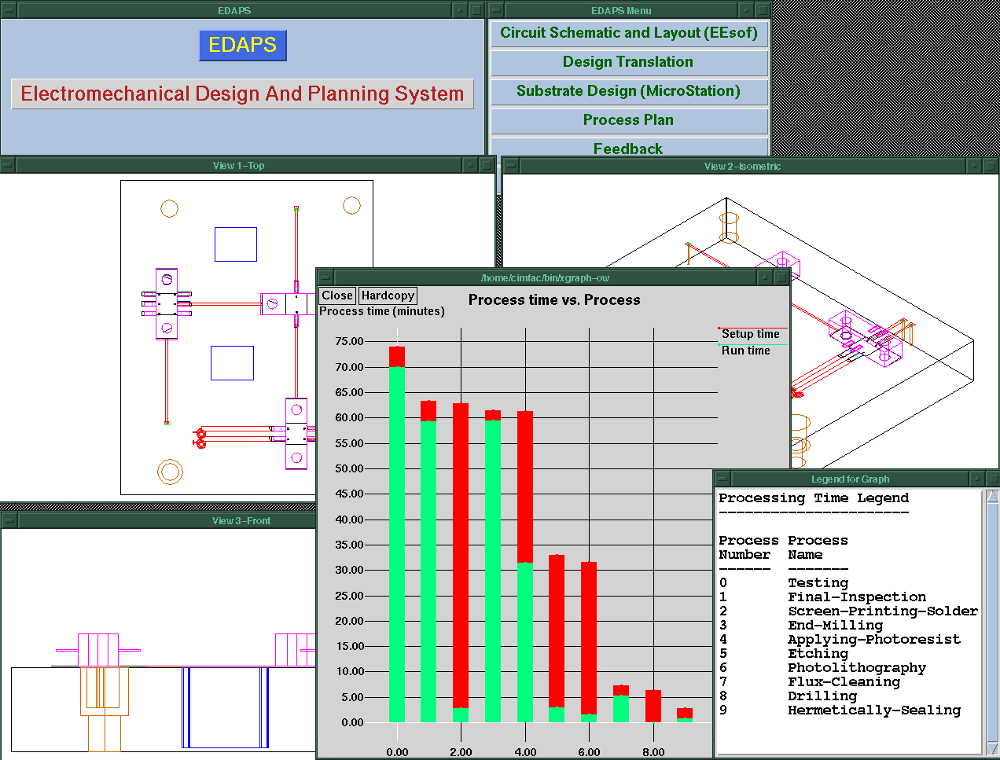 EDAPS
EDAPS
Electromechanical Design And Planning System
EDAPS Menu
Circuit Schematic and Layout (EEsof)
Design Translation
Substrate Design (MicroStation)
Process Plan
Feedback
View 1-Top
View 2-Isometric
View 3-Front
/home/cimfac/bin/xgraph-ow
Close Hardcopy
Process time vs. Process
Process time (minutes)
Setup time
Run time
75.00
70.00
65.00
60.00
55.00
50.00
45.00
40.00
35.00
30.00
25.00
20.00
15.00
10.00
5.00
0.00
0.00 2.00 4.00 6.00 8.00
Legend for Graph
Processing Time Legend
----------------------
Process Process
Number Name
------ -------
0 Testing
1 Final-Inspection
2 Screen-Printing-Solder
3 End-Milling
4 Applying-Photoresist
5 Etching
6 Photolithography
7 Flux-Cleaning
8 Drilling
9 Hermetically-Sealing